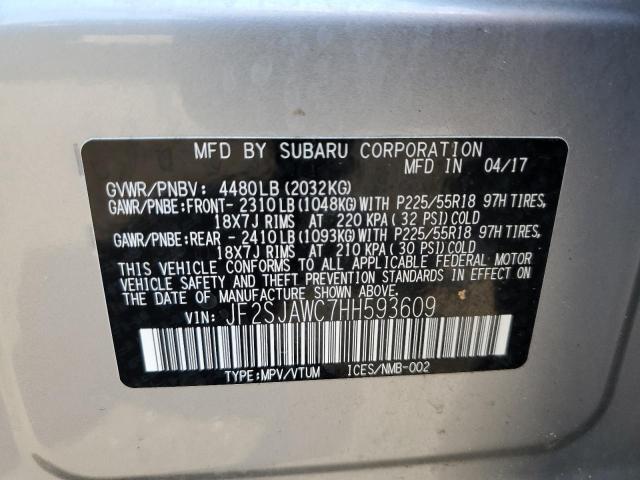 MFD BY SUBARU CORPORATION
MFD IN 04/17
GVWR/PNBV: 4480LB(2032KG)
GAWR/PNBE:FRONT- 2310LB(1048KG)WITH P225/55R18 97H TIRES,
18X7J RIMS AT 220 KPA(32 PSI)COLD
GAWR/PNBE:REAR - 2410LB(1093KG)WITH P225/55R18 97H TIRES,
18X7J RIMS AT 210 KPA(30 PSI)COLD
THIS VEHICLE CONFORMS TO ALL APPLICABLE FEDERAL MOTOR
VEHICLE SAFETY AND THEFT PREVENTION STANDARDS IN EFFECT
ON THE DATE OF MANUFACTURE SHOWN ABOVE.
VIN: JF2SJAWC7HH593609
TYPE:MPV/VTUM ICES/NMB-002